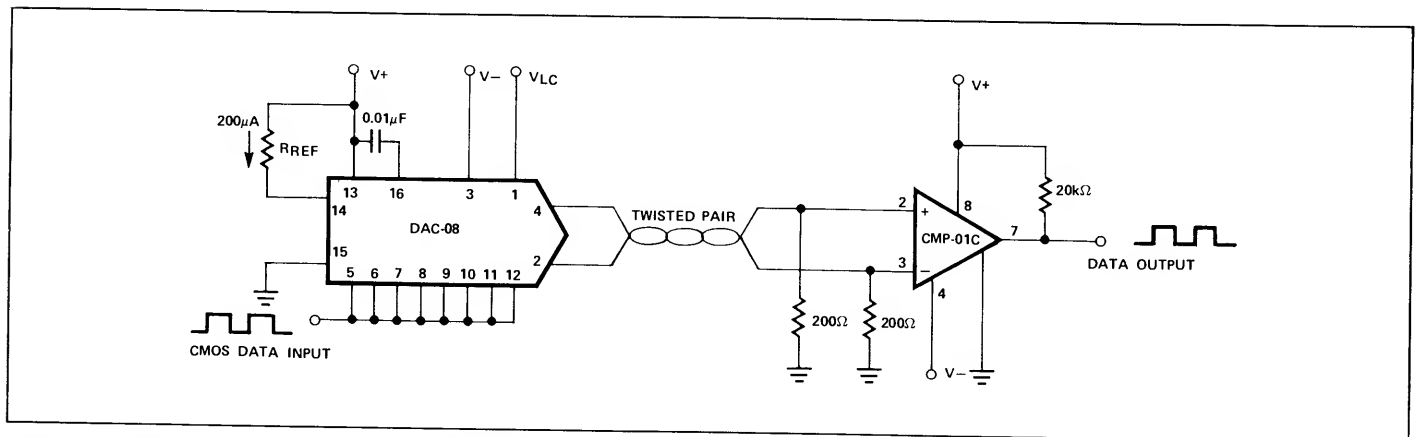 V+
V−
VLC
200µA
RREF
0.01µF
13
16
3
1
14
DAC-08
4
15
2
5 6 7 8 9 10 11 12
CMOS DATA INPUT
TWISTED PAIR
200Ω
200Ω
V+
20kΩ
2
+
8
CMP-01C
7
3
−
4
V−
DATA OUTPUT